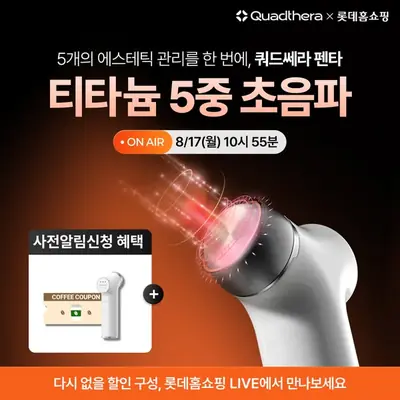 Quadthera × 롯데홈쇼핑
5개의 에스테틱 관리를 한 번에, 쿼드쎄라 펜타
티타늄 5중 초음파
ON AIR 8/17(월) 10시 55분
사전알림신청 혜택
COFFEE COUPON
+
다시 없을 할인 구성, 롯데홈쇼핑 LIVE에서 만나보세요